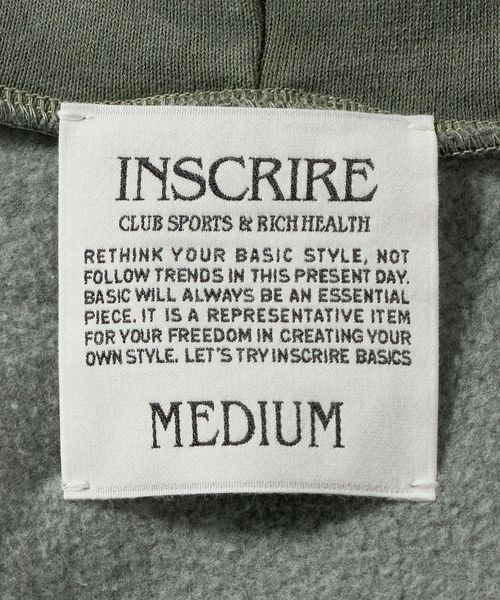 INSCRIRE
CLUB SPORTS & RICH HEALTH
RETHINK YOUR BASIC STYLE, NOT
FOLLOW TRENDS IN THIS PRESENT DAY.
BASIC WILL ALWAYS BE AN ESSENTIAL
PIECE. IT IS A REPRESENTATIVE ITEM
FOR YOUR FREEDOM IN CREATING YOUR
OWN STYLE. LET'S TRY INSCRIRE BASICS
MEDIUM